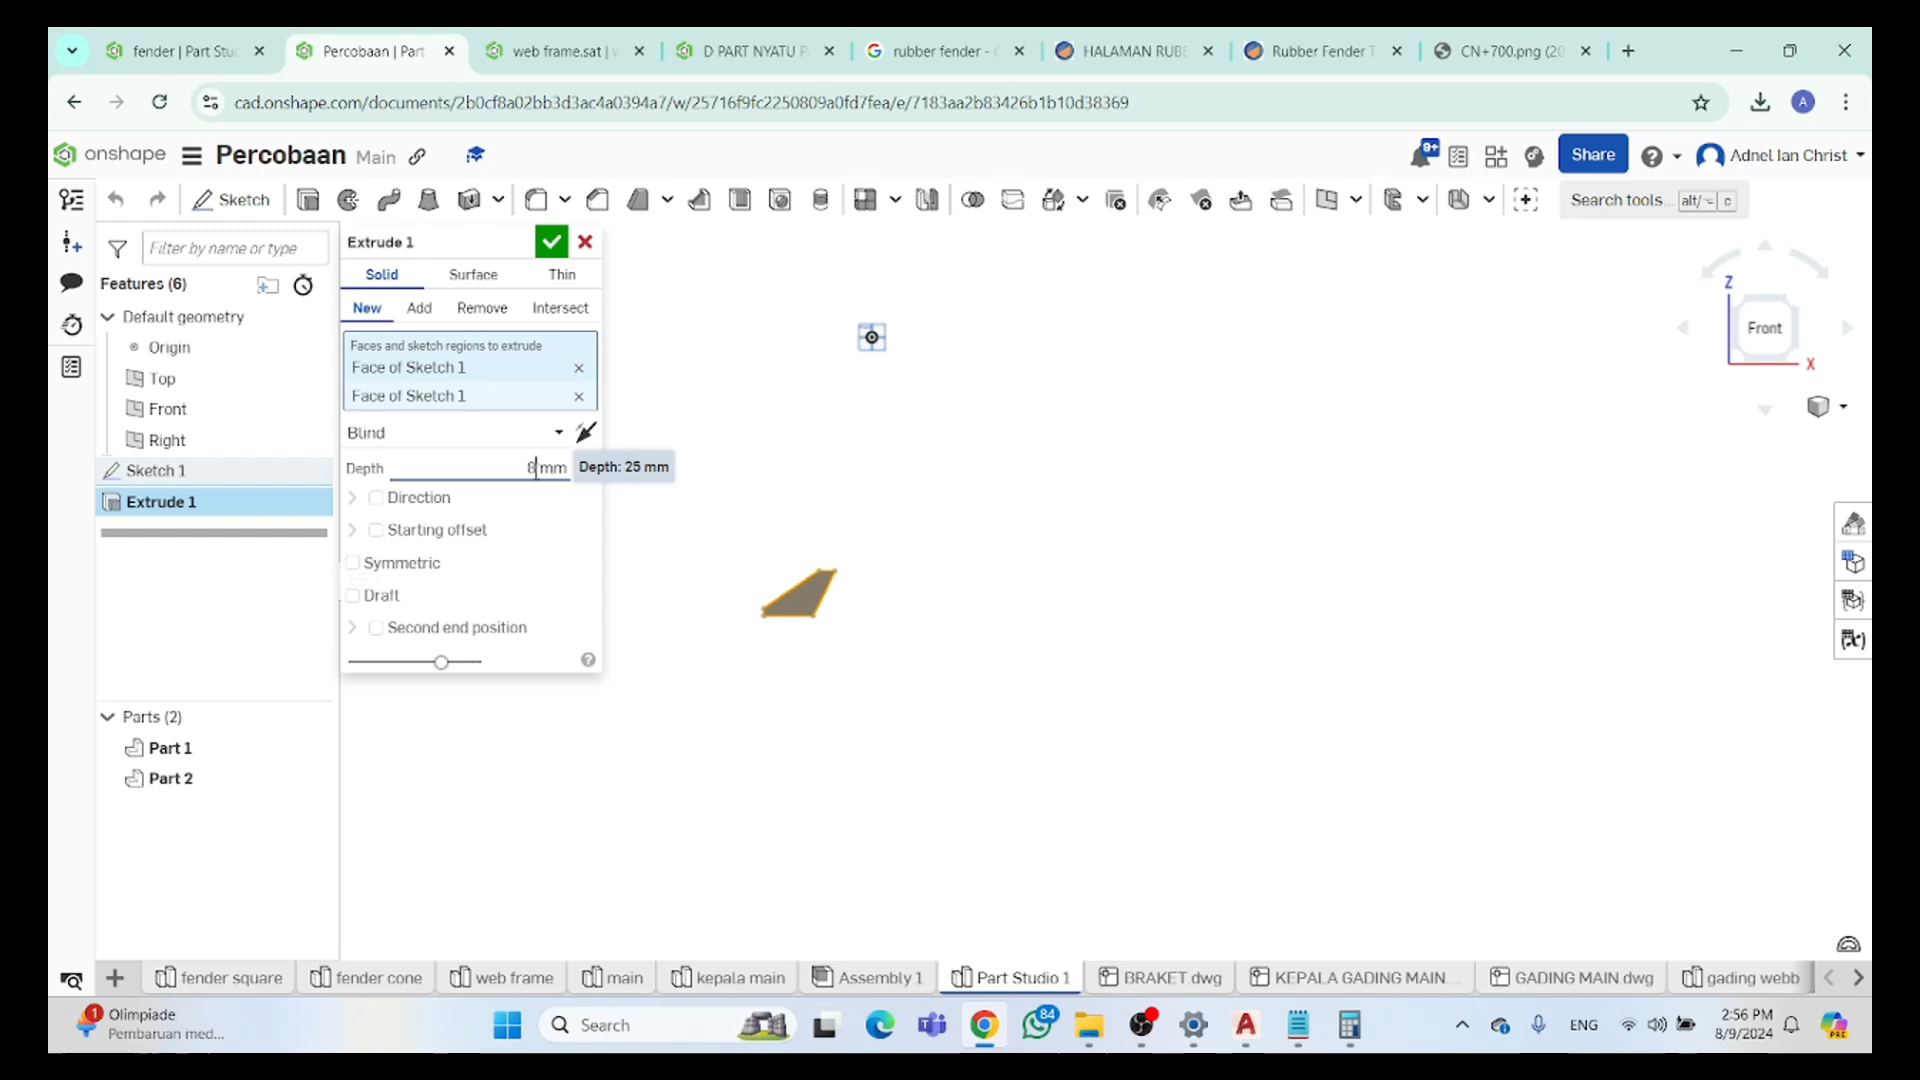 fender | Part Stu
Percobaan | Part
web frame.sat | w
D PART NYATU P
rubber fender - G
HALAMAN RUBE
Rubber Fender T
CN+700.png (20
cad.onshape.com/documents/2b0cf8a02bb3d3ac4a0394a7/w/25716f9fc2250809a0fd7fea/e/7183aa2b83426b1b10d38369
A
onshape
Percobaan Main
9+
Share
Adnel Ian Christ
Sketch
Search tools... alt/⌥ c
Filter by name or type
Features (6)
Default geometry
Origin
Top
Front
Right
Sketch 1
Extrude 1
Parts (2)
Part 1
Part 2
Extrude 1
Solid Surface Thin
New Add Remove Intersect
Faces and sketch regions to extrude
Face of Sketch 1
Face of Sketch 1
Blind
Depth 8 mm
Depth: 25 mm
Direction
Starting offset
Symmetric
Draft
Second end position
Z
Front
X
fender square
fender cone
web frame
main
kepala main
Assembly 1
Part Studio 1
BRAKET.dwg
KEPALA GADING MAIN....
GADING MAIN.dwg
gading webb
1
Olimpiade
Pembaruan med...
Search
84
ENG
2:56 PM
8/9/2024
PRE